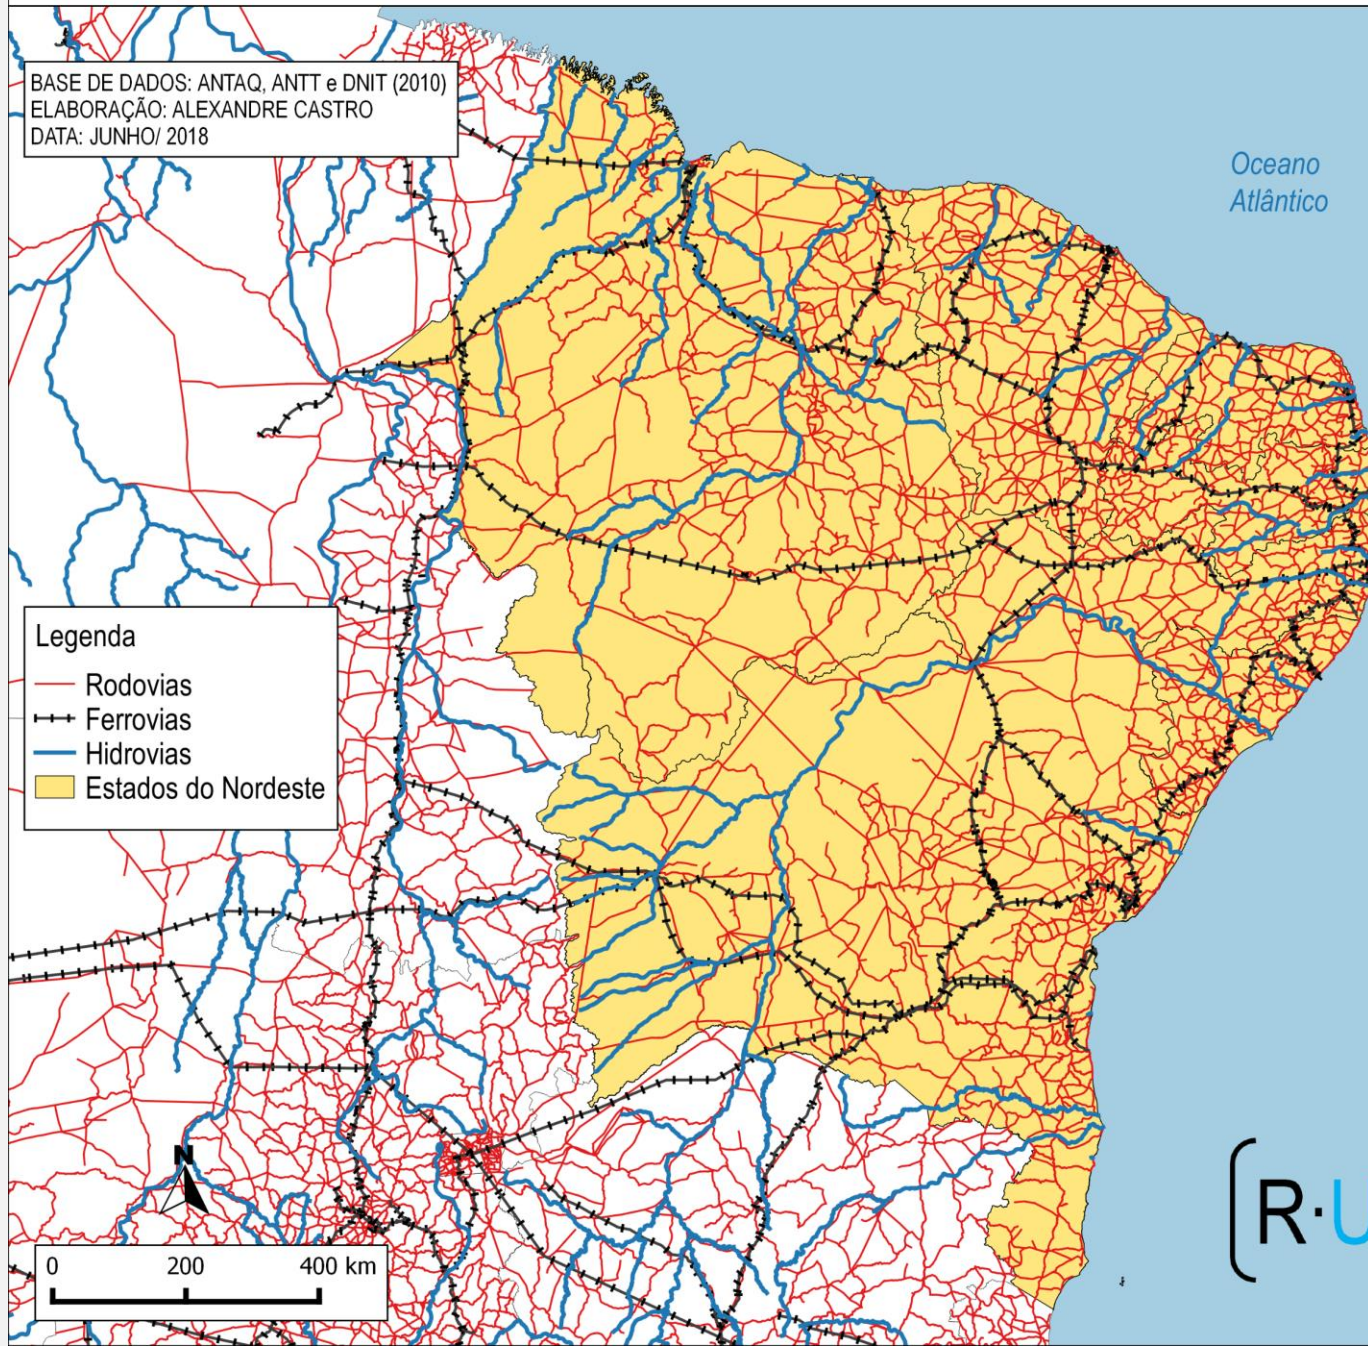 BASE DE DADOS: ANTAQ, ANTT e DNIT (2010)
ELABORAÇÃO: ALEXANDRE CASTRO
DATA: JUNHO/ 2018
Oceano
Atlântico
Legenda
Rodovias
Ferrovias
Hidrovias
Estados do Nordeste
N
0 200 400 km
R·U